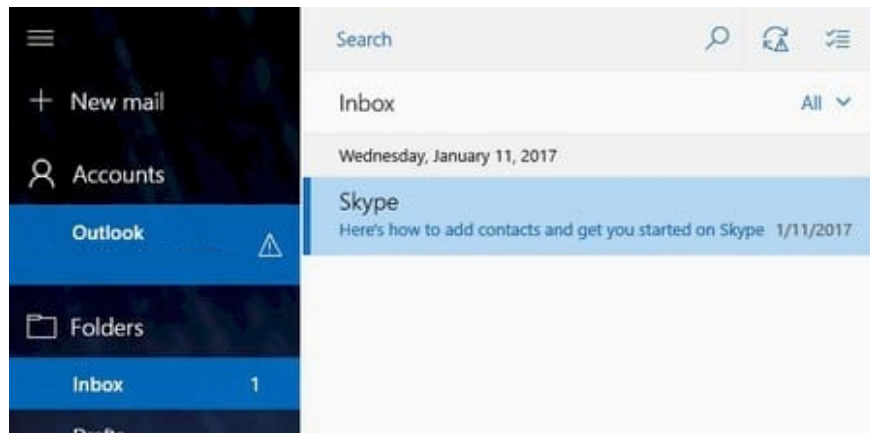 Search
New mail
Inbox
All
Accounts
Wednesday, January 11, 2017
Outlook
Skype
Here's how to add contacts and get you started on Skype 1/11/2017
Folders
Inbox 1